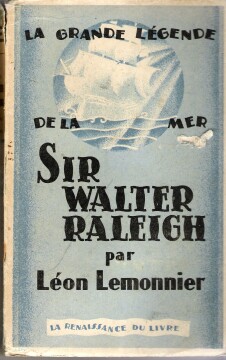 LA GRANDE LÉGENDE
DE LA MER
SIR
WALTER
RALEIGH
par
Léon Lemonnier
LA RENAISSANCE DU LIVRE